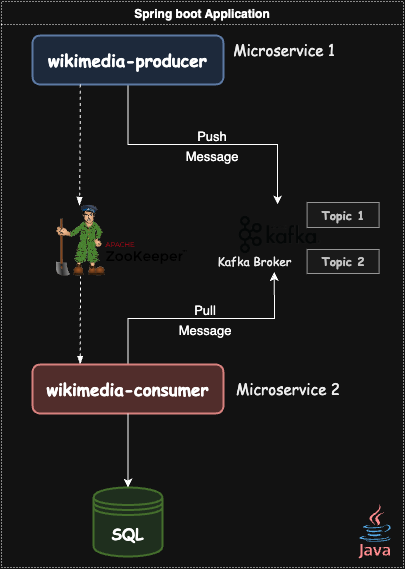 Spring boot Application
wikimedia-producer
Microservice 1
Push
Message
Topic 1
APACHE
ZooKeeper™
kafka
Kafka Broker
Topic 2
Pull
Message
wikimedia-consumer
Microservice 2
SQL
Java